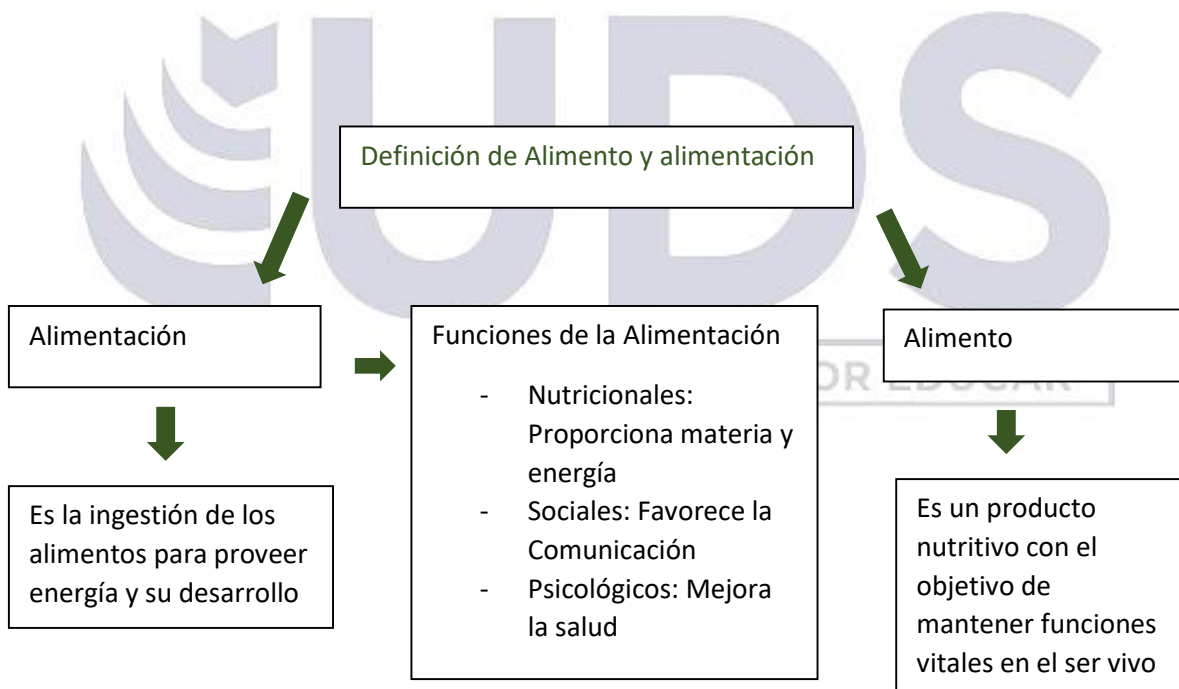 UDS
Definición de Alimento y alimentación
Alimentación
Funciones de la Alimentación
- Nutricionales:
Proporciona materia y
energía
- Sociales: Favorece la
Comunicación
- Psicológicos: Mejora
la salud
Alimento
OR EDUCAR
Es la ingestión de los
alimentos para proveer
energía y su desarrollo
Es un producto
nutritivo con el
objetivo de
mantener funciones
vitales en el ser vivo